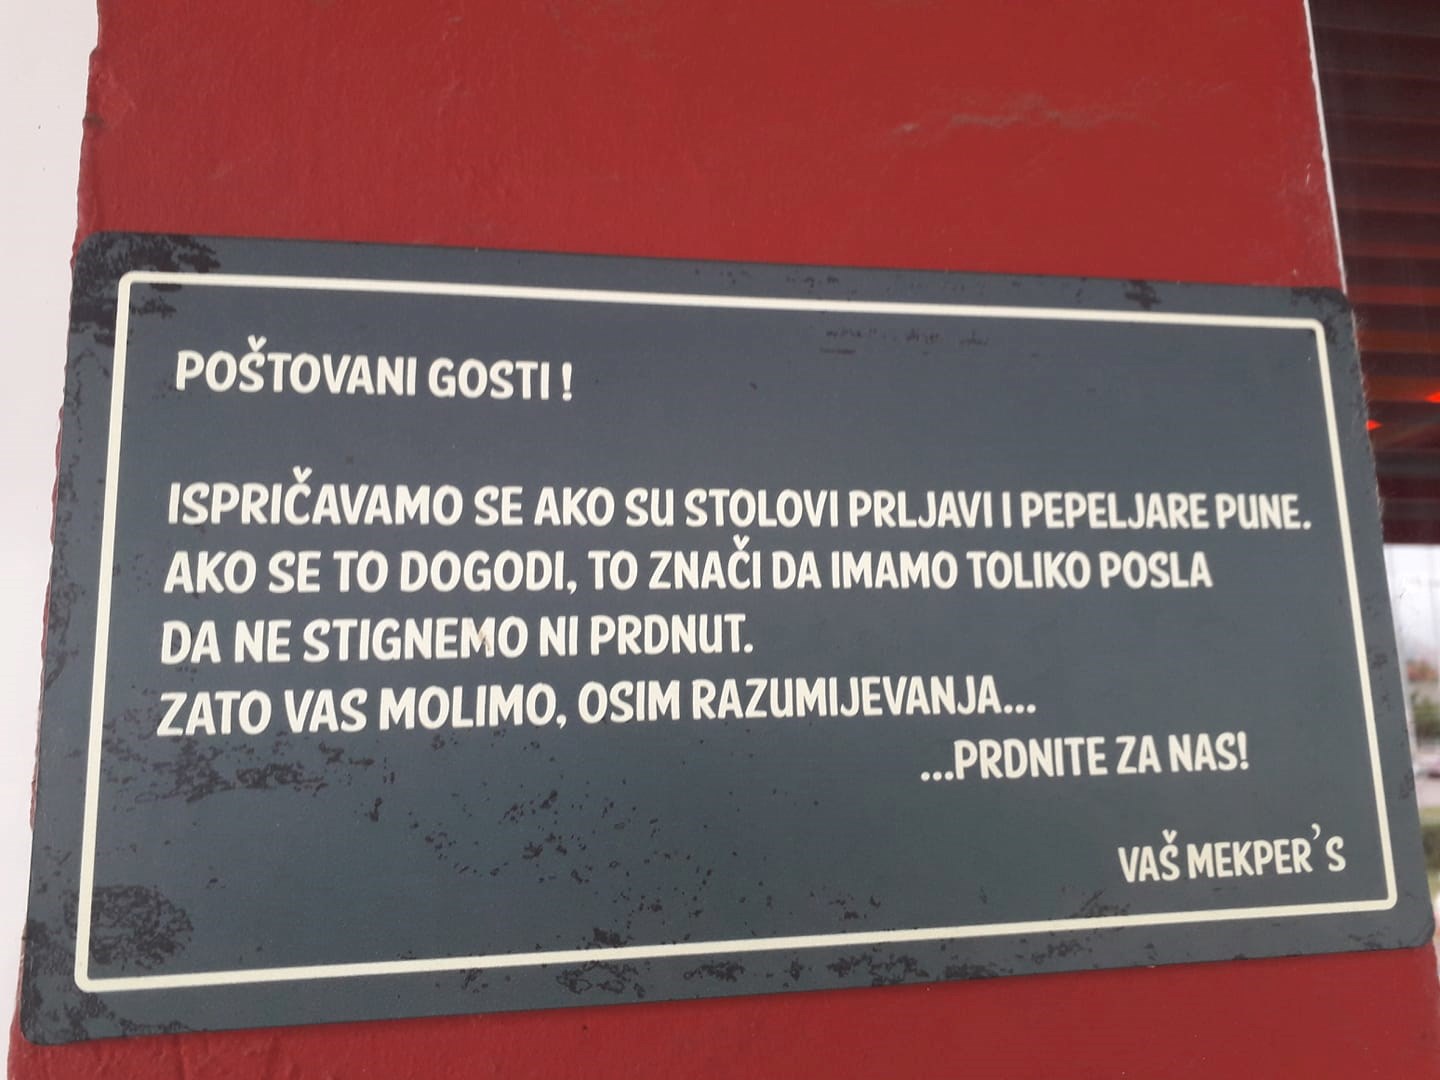 POŠTOVANI GOSTI !
ISPRIČAVAMO SE AKO SU STOLOVI PRLJAVI I PEPELJARE PUNE.
AKO SE TO DOGODI, TO ZNAČI DA IMAMO TOLIKO POSLA
DA NE STIGNEMO NI PRDNUT.
ZATO VAS MOLIMO, OSIM RAZUMIJEVANJA...
...PRDNITE ZA NAS!
VAŠ MEKPER'S